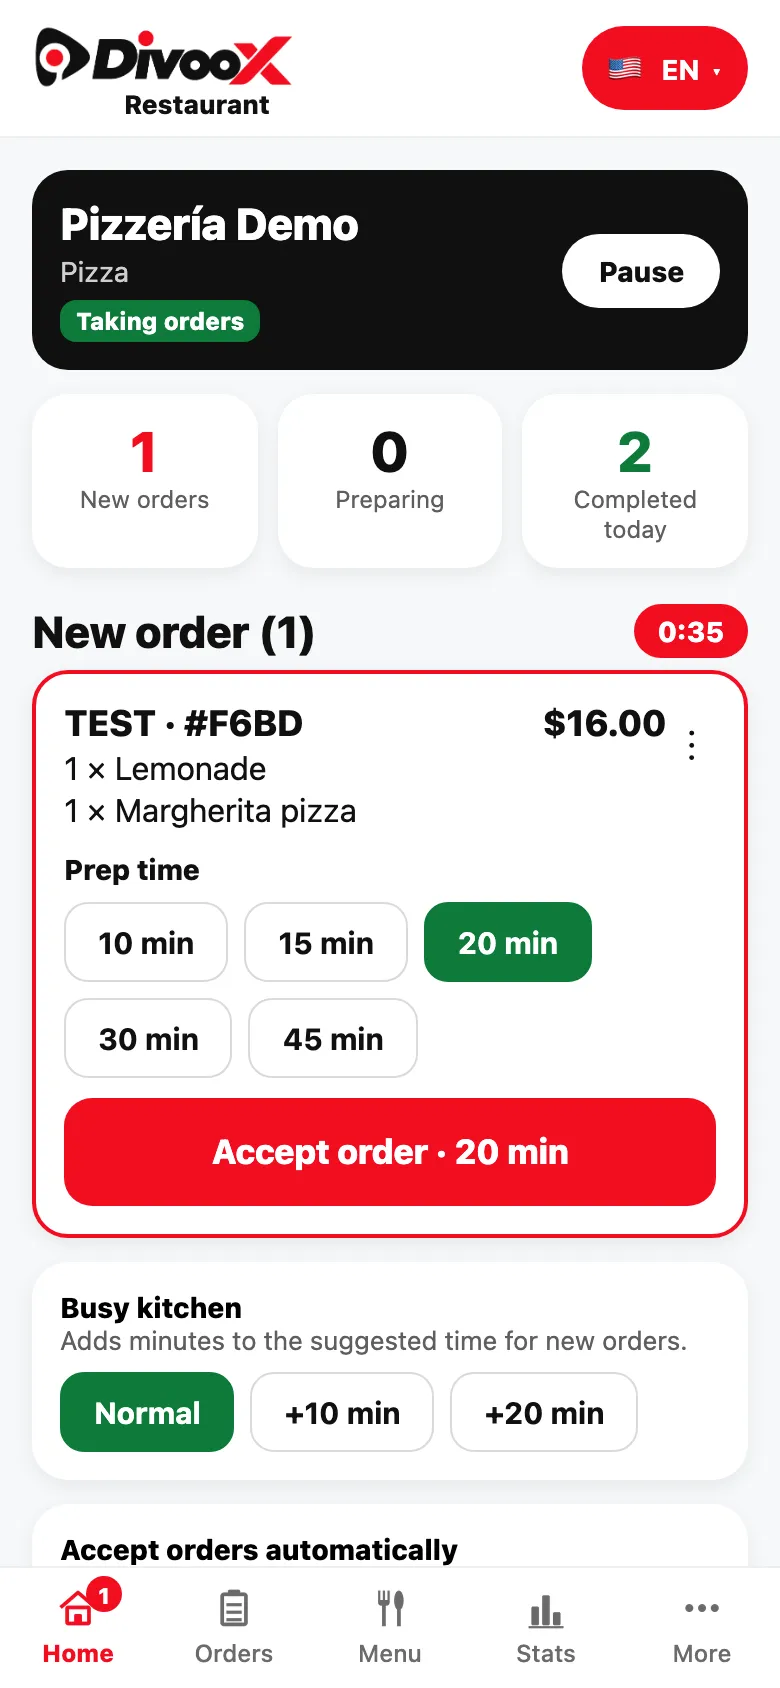 DivooX
Restaurant
🇺🇸 EN ▾
Pizzería Demo
Pizza
Taking orders
Pause
1
New orders
0
Preparing
2
Completed
today
New order (1)
0:35
TEST · #F6BD
$16.00
⋮
1 × Lemonade
1 × Margherita pizza
Prep time
10 min
15 min
20 min
30 min
45 min
Accept order · 20 min
Busy kitchen
Adds minutes to the suggested time for new orders.
Normal
+10 min
+20 min
Accept orders automatically
1
Home
Orders
Menu
Stats
More